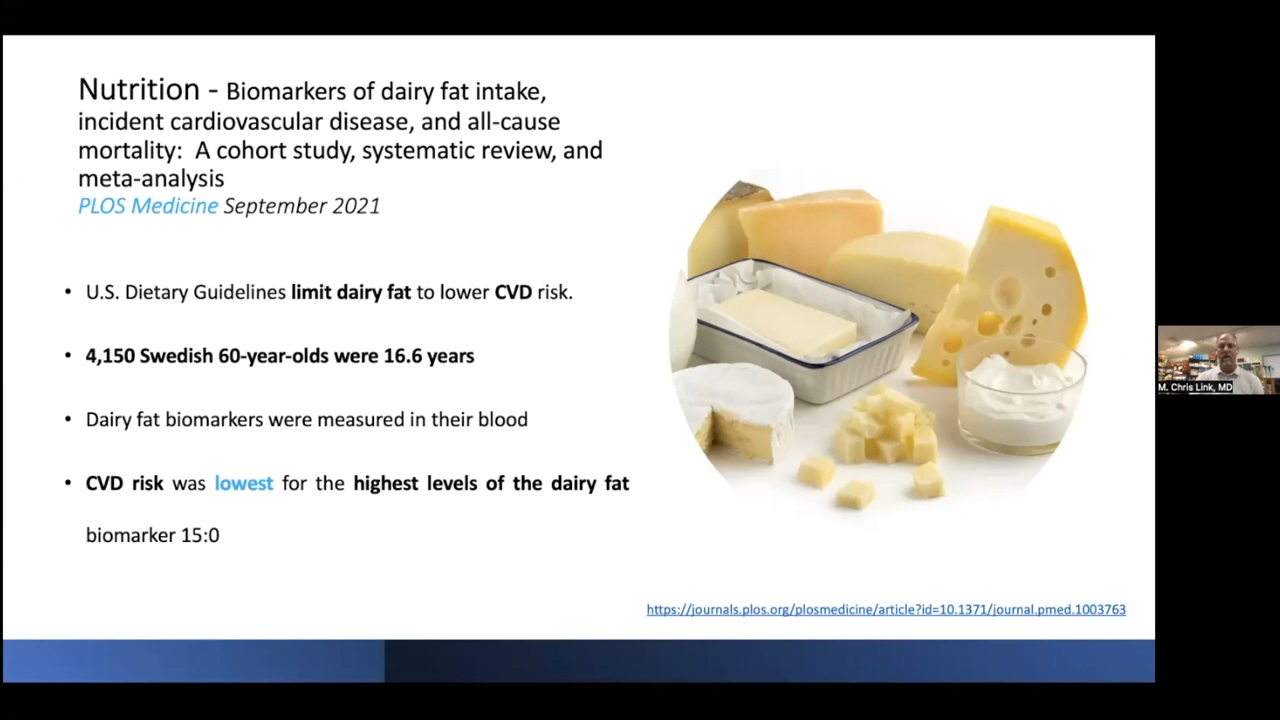 Nutrition - Biomarkers of dairy fat intake,
incident cardiovascular disease, and all-cause
mortality: A cohort study, systematic review, and
meta-analysis
PLOS Medicine September 2021
• U.S. Dietary Guidelines limit dairy fat to lower CVD risk.
• 4,150 Swedish 60-year-olds were 16.6 years
• Dairy fat biomarkers were measured in their blood
• CVD risk was lowest for the highest levels of the dairy fat
biomarker 15:0
https://journals.plos.org/plosmedicine/article?id=10.1371/journal.pmed.1003763
M. Chris Link, MD